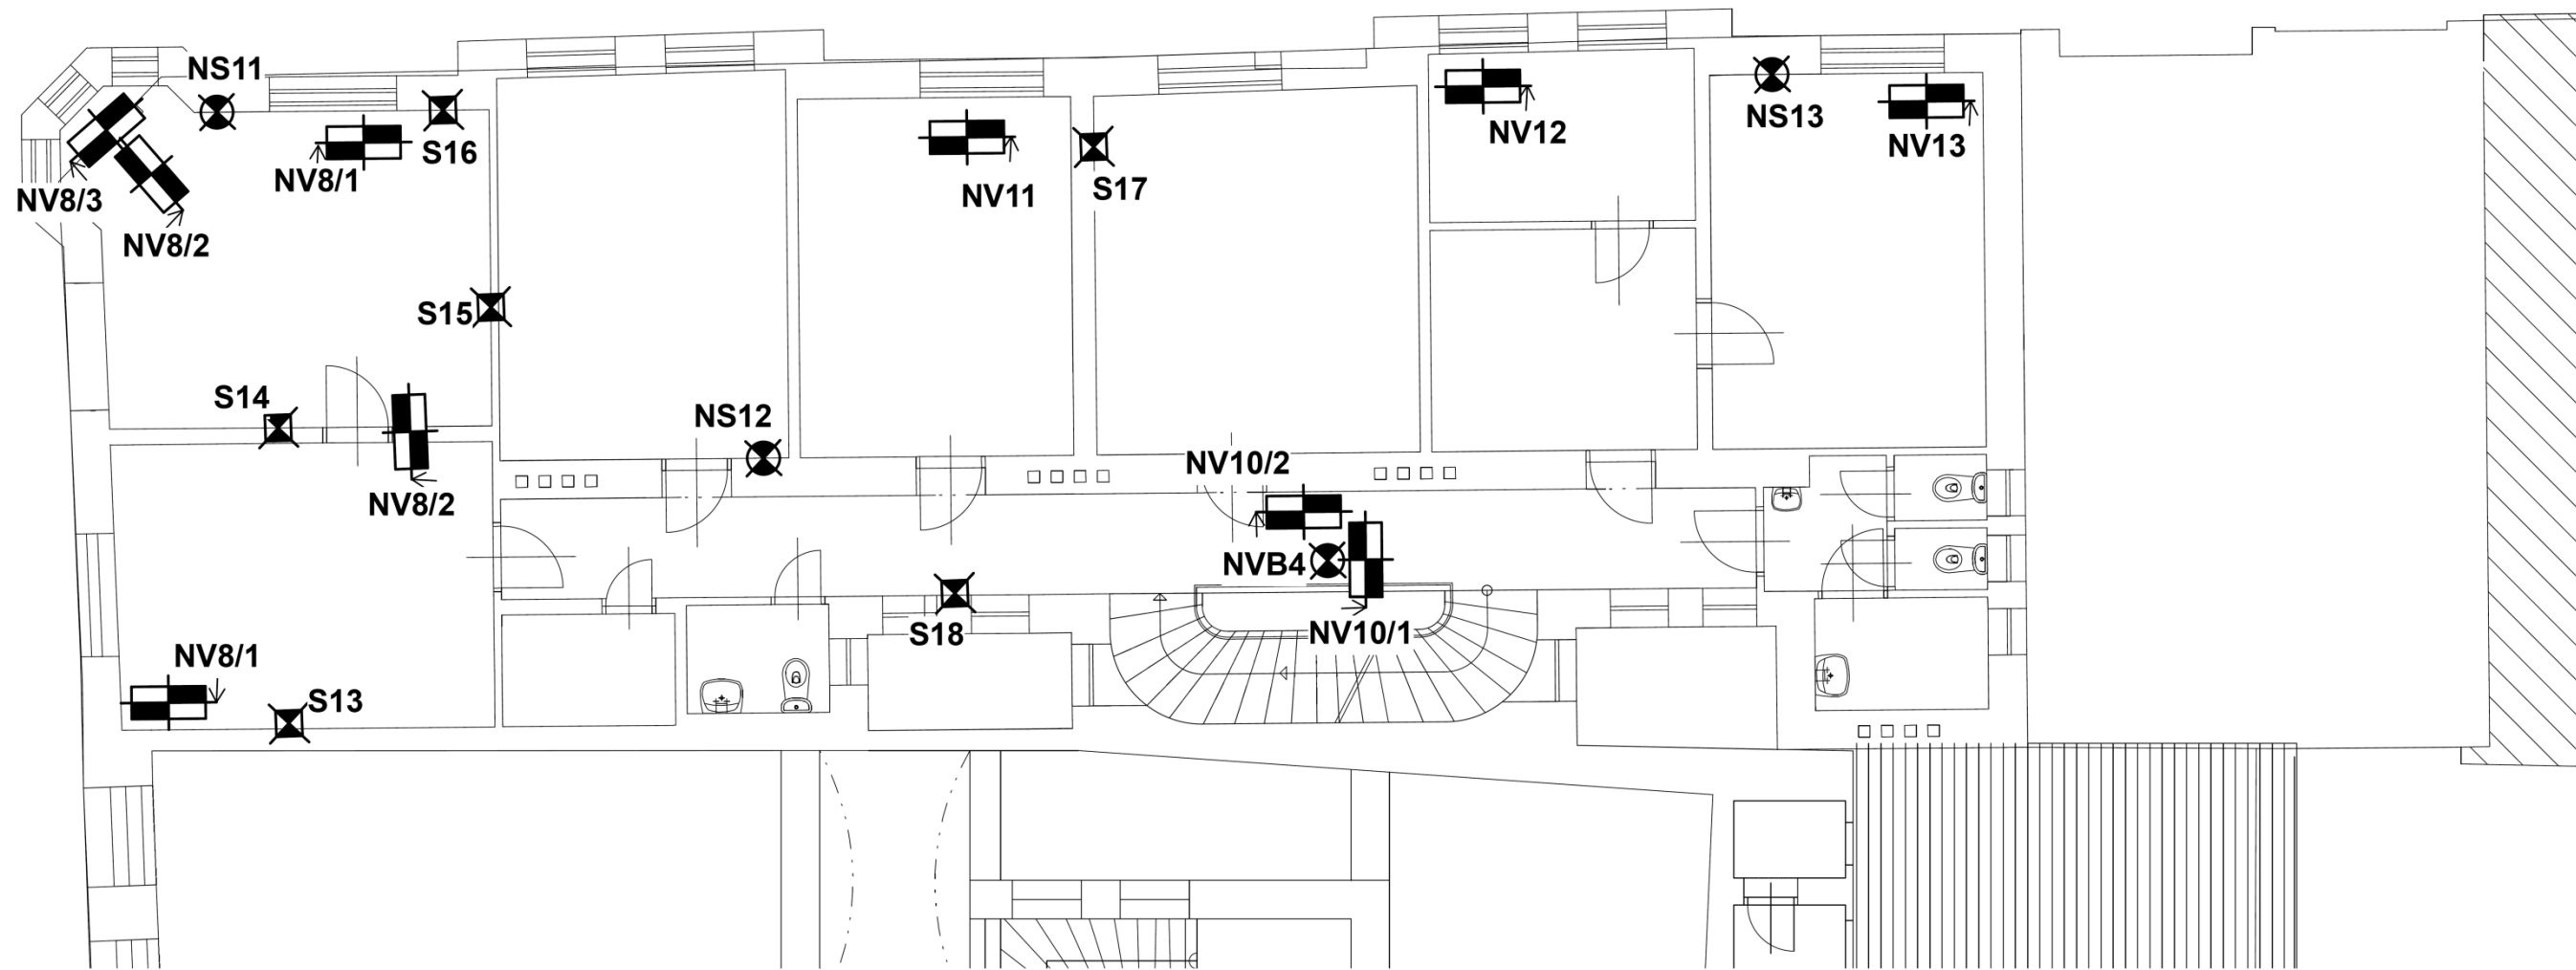 NS11
NS13
NV12
NV13
S16
NV8/1
S17
NV11
NV8/3
NV8/2
S15
S14
NS12
NV10/2
NV8/2
NVB4
S18
NV10/1
NV8/1
S13